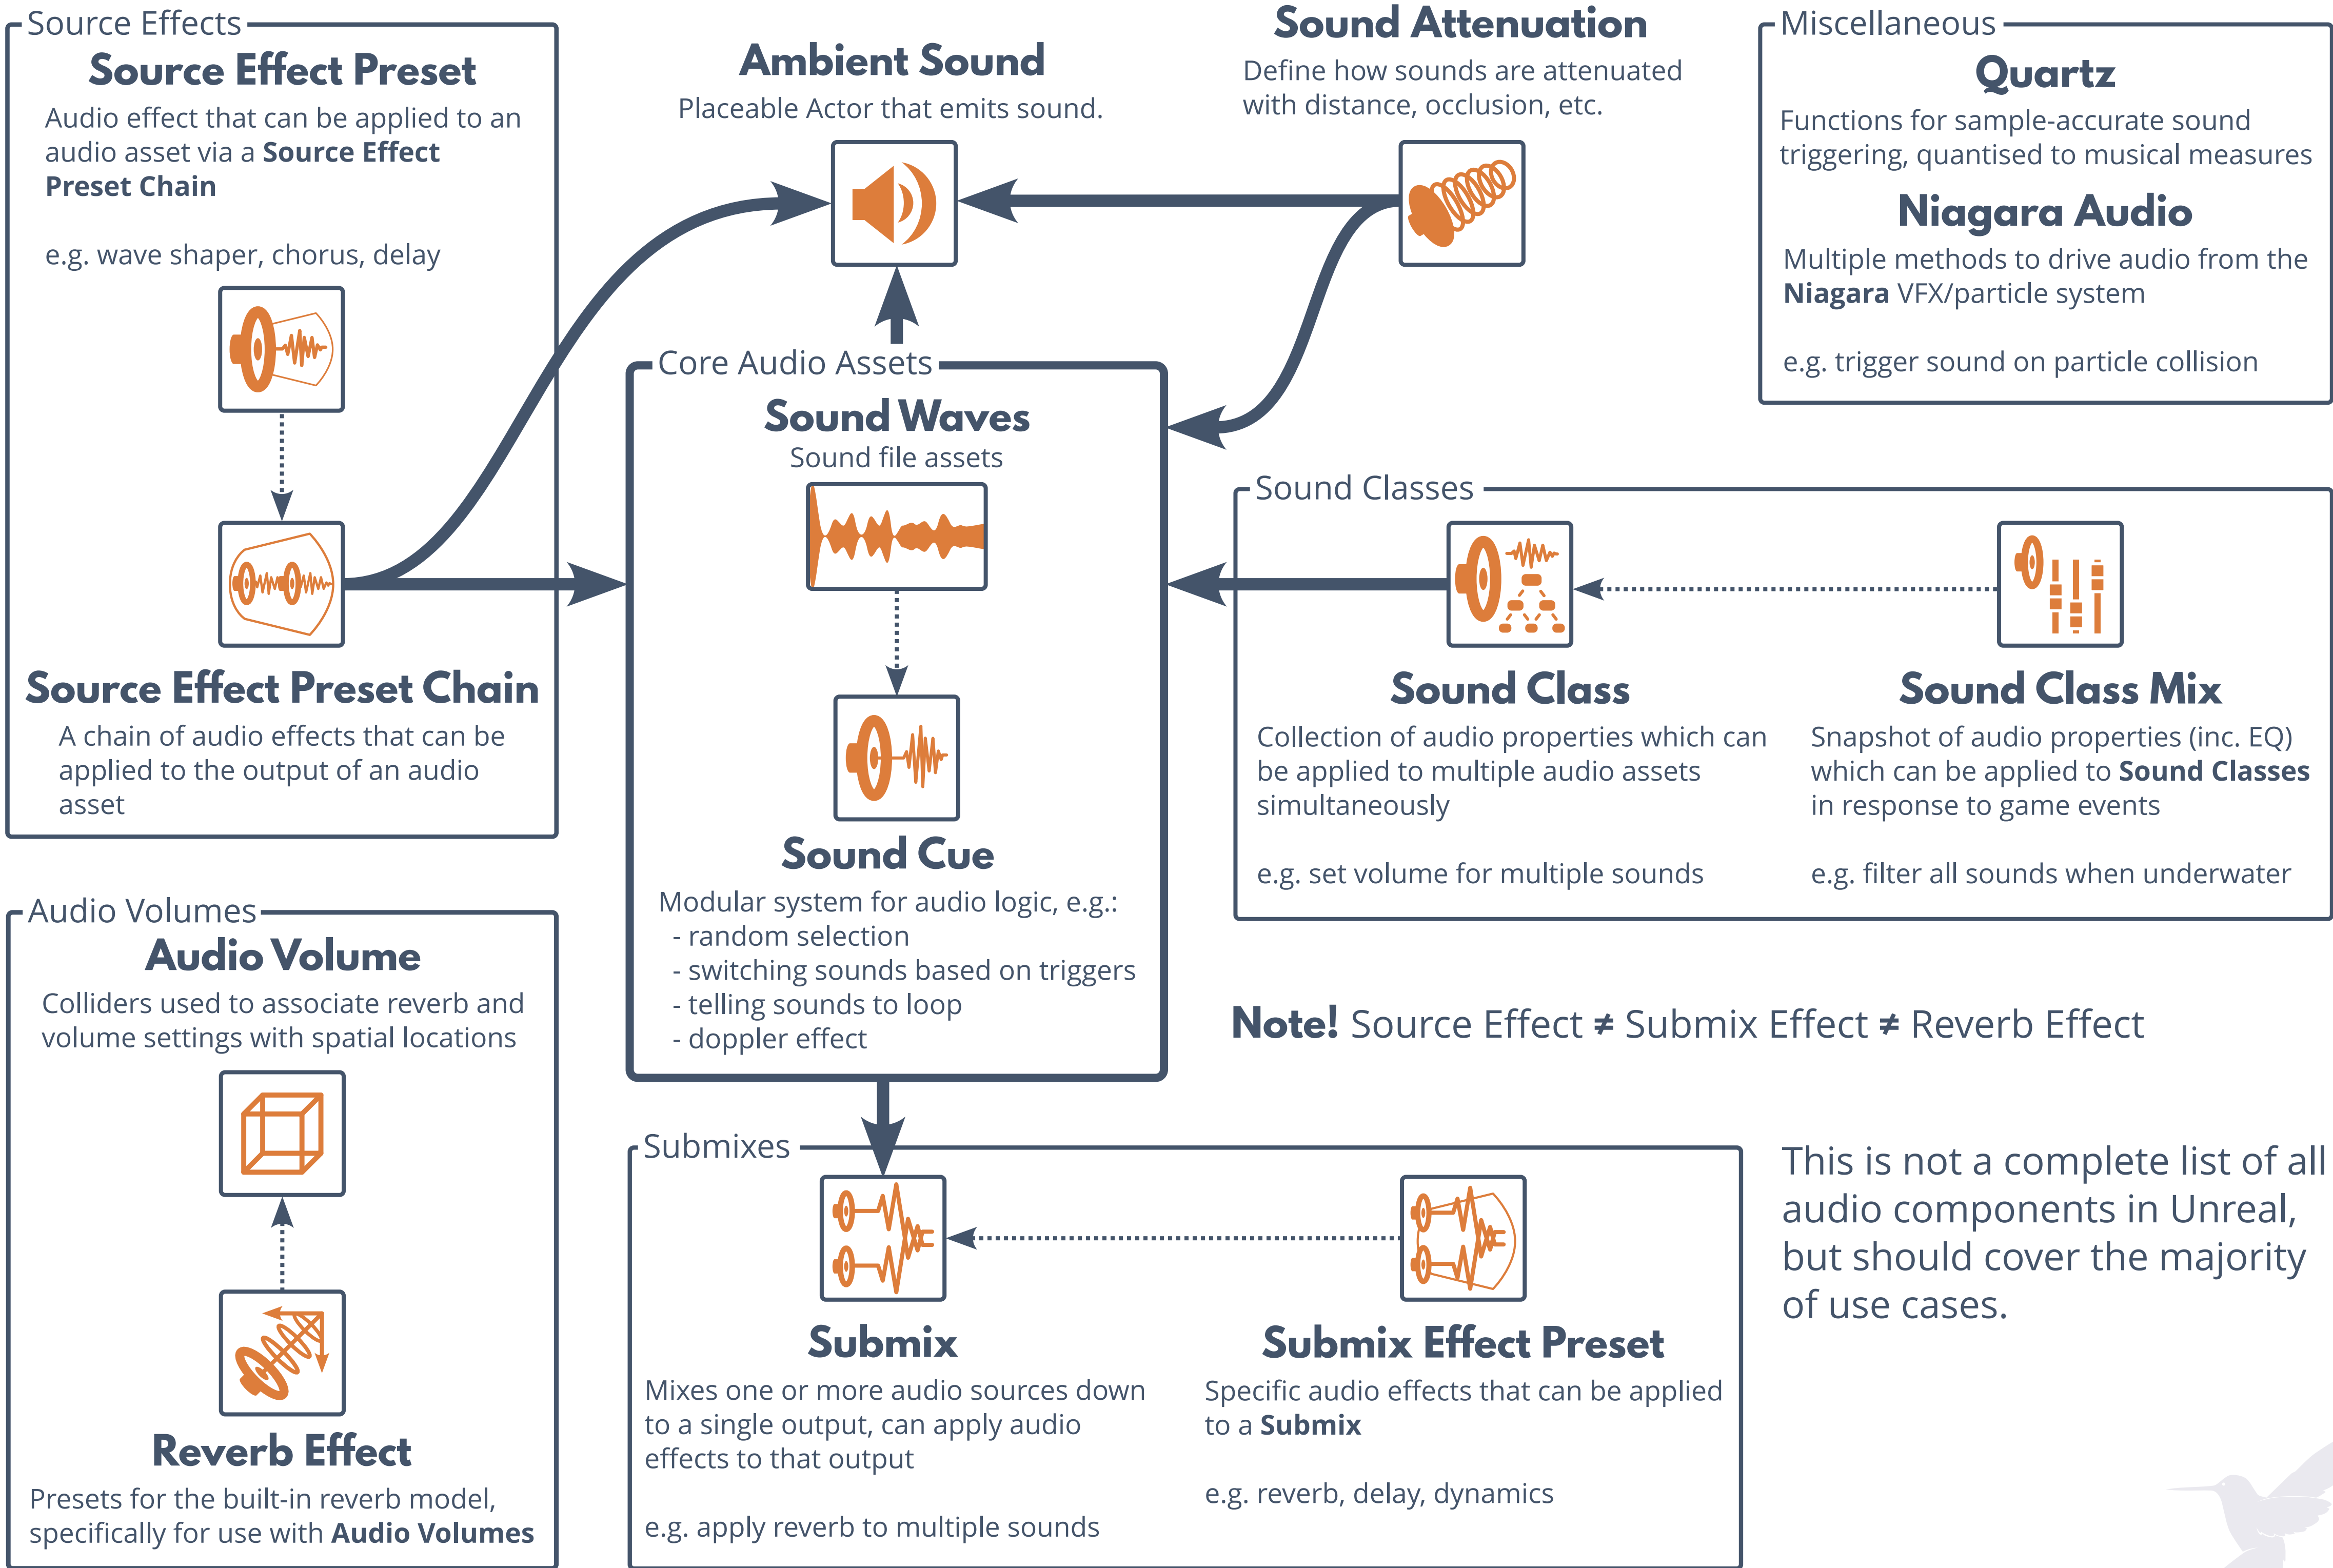 Source Effects
Source Effect Preset
Audio effect that can be applied to an
audio asset via a Source Effect
Preset Chain
e.g. wave shaper, chorus, delay
Source Effect Preset Chain
A chain of audio effects that can be
applied to the output of an audio
asset
Audio Volumes
Audio Volume
Colliders used to associate reverb and
volume settings with spatial locations
Reverb Effect
Presets for the built-in reverb model,
specifically for use with Audio Volumes
Ambient Sound
Placeable Actor that emits sound.
Sound Attenuation
Define how sounds are attenuated
with distance, occlusion, etc.
Core Audio Assets
Sound Waves
Sound file assets
Sound Cue
Modular system for audio logic, e.g.:
- random selection
- switching sounds based on triggers
- telling sounds to loop
- doppler effect
Submixes
Submix
Mixes one or more audio sources down
to a single output, can apply audio
effects to that output
e.g. apply reverb to multiple sounds
Submix Effect Preset
Specific audio effects that can be applied
to a Submix
e.g. reverb, delay, dynamics
Miscellaneous
Quartz
Functions for sample-accurate sound
triggering, quantised to musical measures
Niagara Audio
Multiple methods to drive audio from the
Niagara VFX/particle system
e.g. trigger sound on particle collision
Sound Classes
Sound Class
Collection of audio properties which can
be applied to multiple audio assets
simultaneously
e.g. set volume for multiple sounds
Sound Class Mix
Snapshot of audio properties (inc. EQ)
which can be applied to Sound Classes
in response to game events
e.g. filter all sounds when underwater
Note! Source Effect ≠ Submix Effect ≠ Reverb Effect
This is not a complete list of all
audio components in Unreal,
but should cover the majority
of use cases.